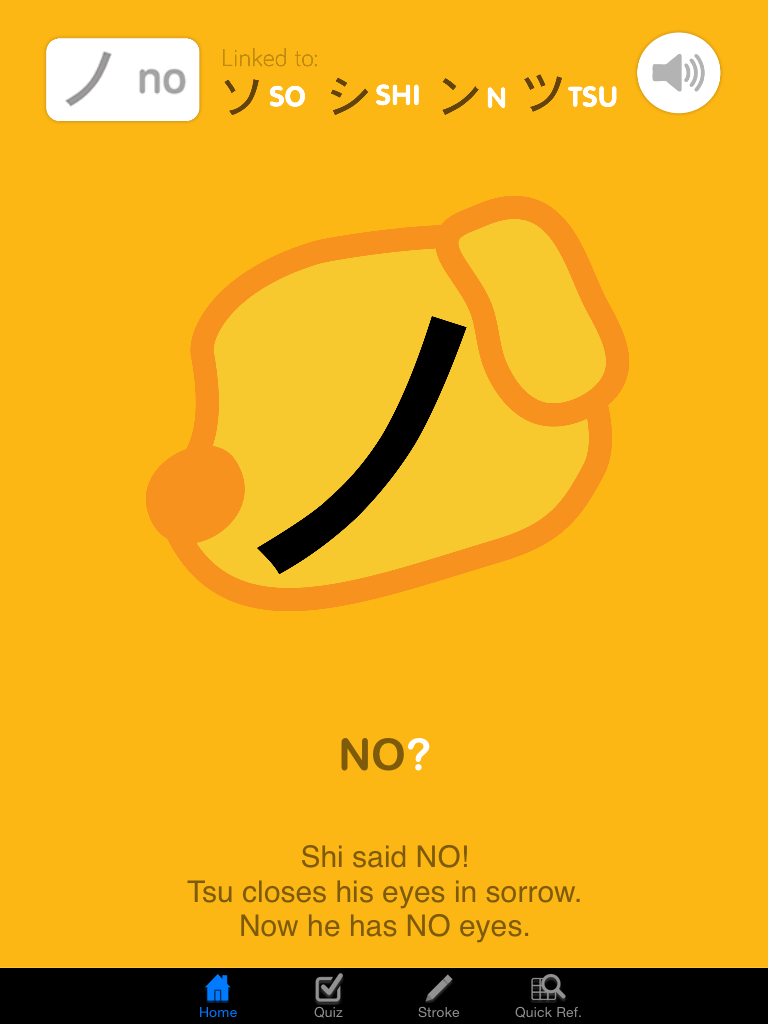 ノ no
Linked to:
ソ SO シ SHI ン N ツ TSU
ノ
NO?
Shi said NO!
Tsu closes his eyes in sorrow.
Now he has NO eyes.
Home Quiz Stroke Quick Ref.